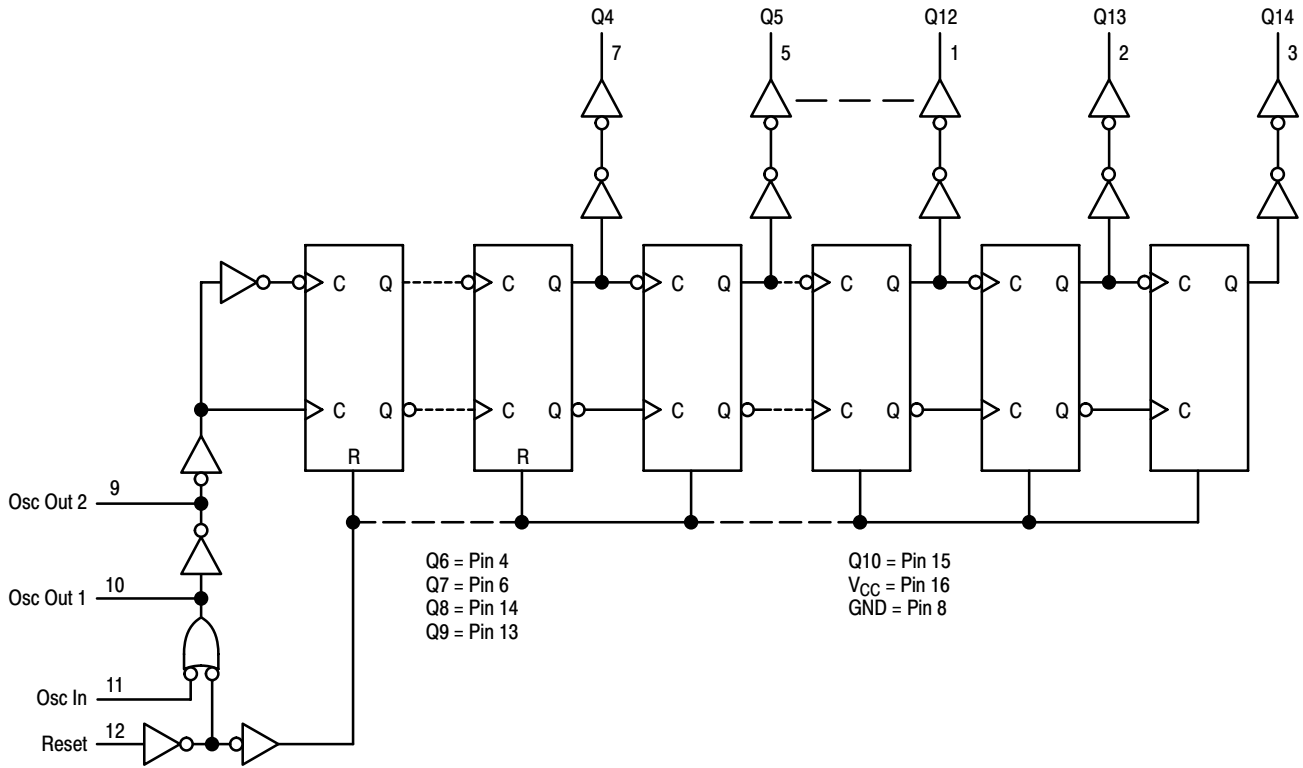 Q4 Q5 Q12 Q13 Q14
7 5 1 2 3
C Q C Q C Q C Q C Q C Q
C Q C Q C Q C Q C Q C
R R
Osc Out 2 9
Q6 = Pin 4
Q7 = Pin 6
Q8 = Pin 14
Q9 = Pin 13
Q10 = Pin 15
VCC = Pin 16
GND = Pin 8
Osc Out 1 10
Osc In 11
Reset 12